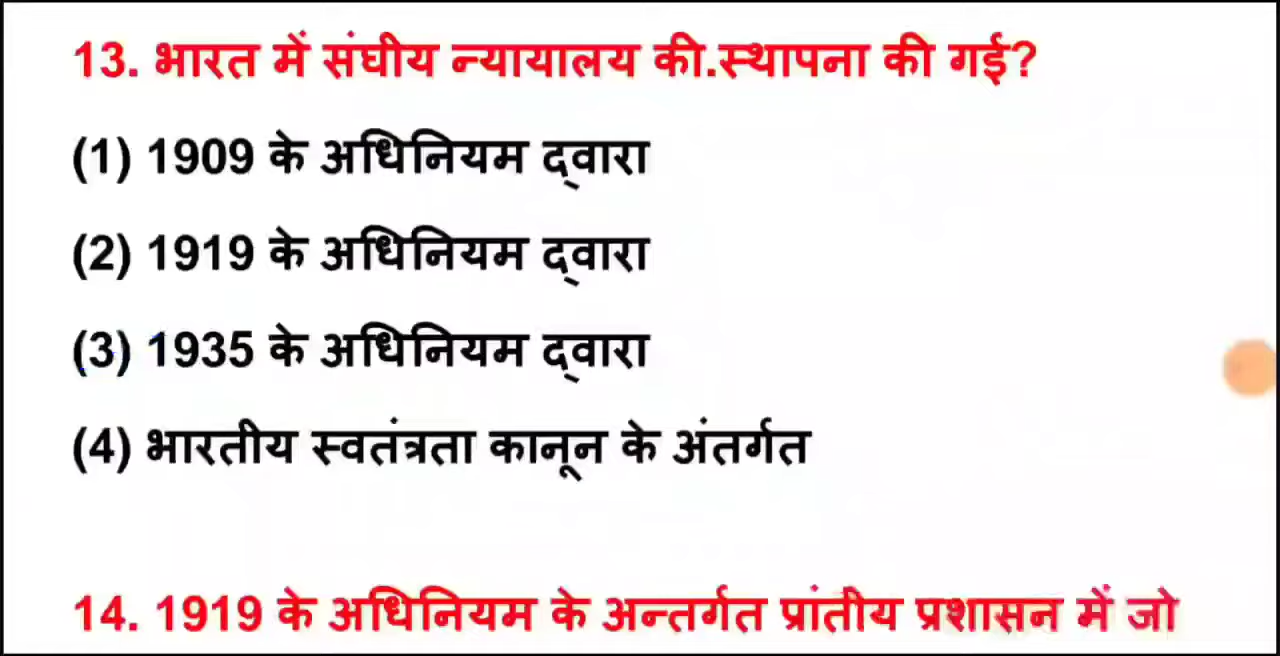 13. भारत में संघीय न्यायालय की.स्थापना की गई?
(1) 1909 के अधिनियम द्वारा
(2) 1919 के अधिनियम द्वारा
(3) 1935 के अधिनियम द्वारा
(4) भारतीय स्वतंत्रता कानून के अंतर्गत
14. 1919 के अधिनियम के अन्तर्गत प्रांतीय प्रशासन में जो